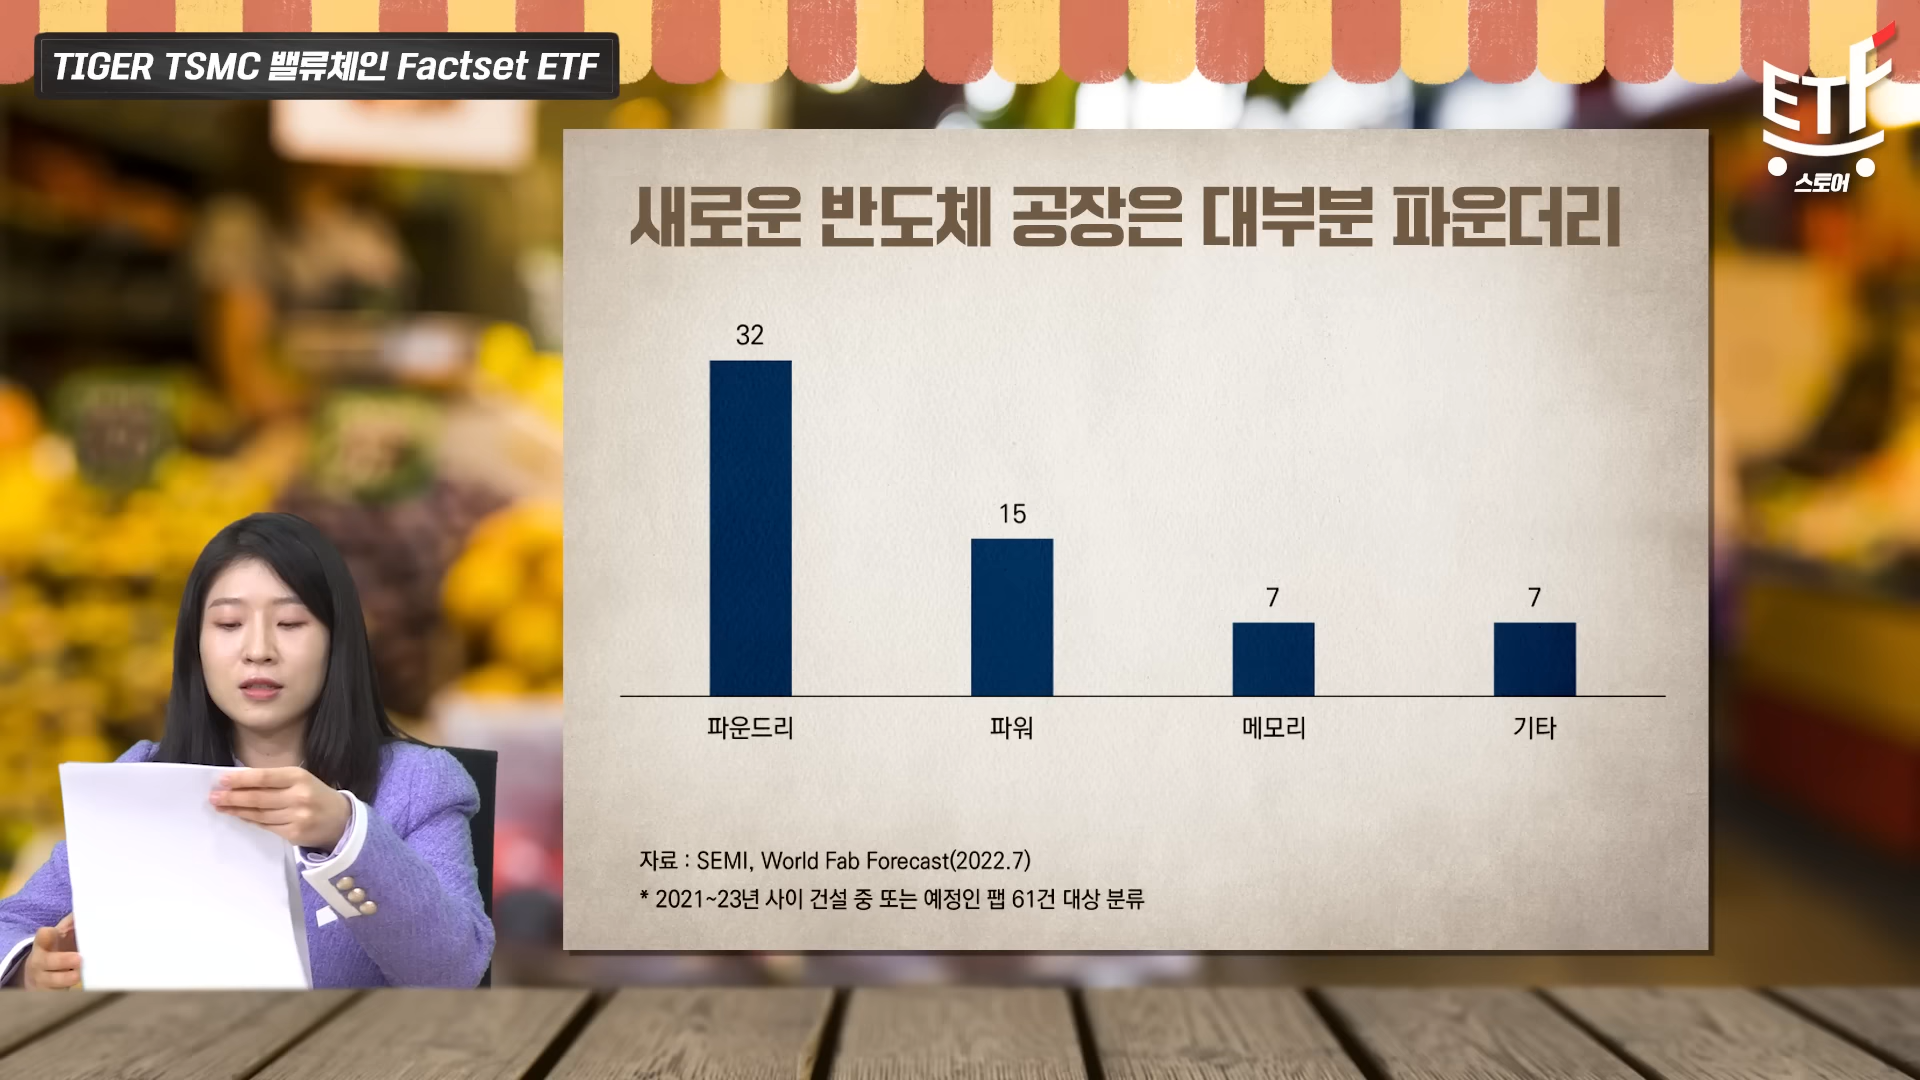 TIGER TSMC 밸류체인 Factset ETF
ETF
스토어
새로운 반도체 공장은 대부분 파운더리
32
15
7
7
파운드리
파워
메모리
기타
자료 : SEMI, World Fab Forecast(2022.7)
* 2021~23년 사이 건설 중 또는 예정인 팹 61건 대상 분류